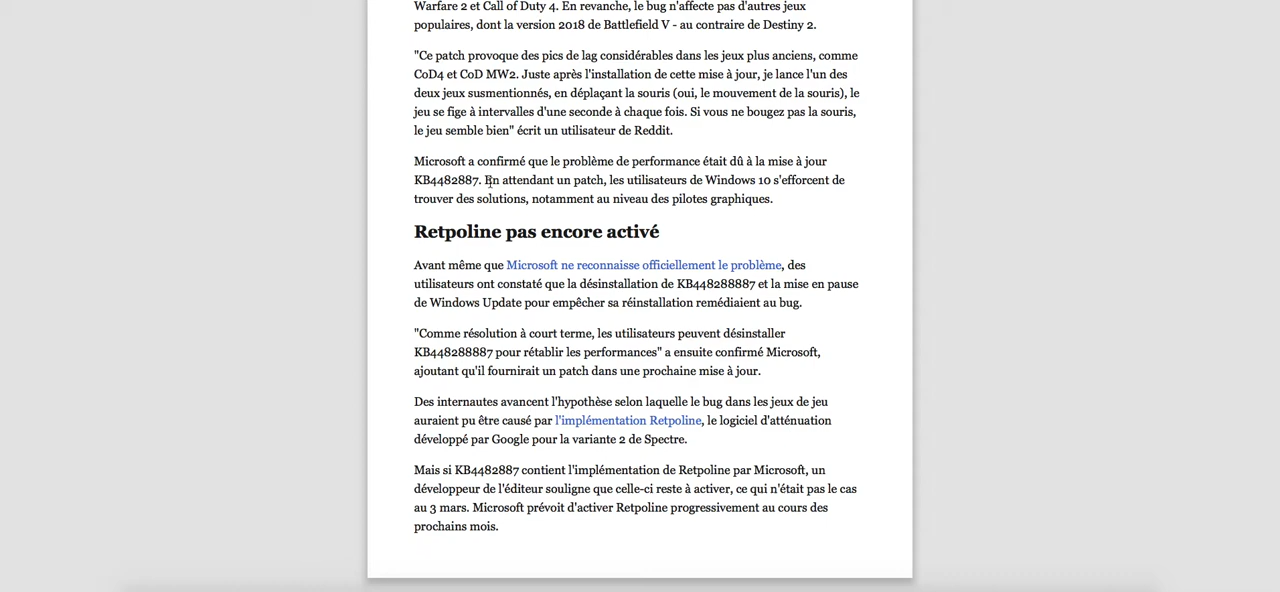 Warfare 2 et Call of Duty 4. En revanche, le bug n'affecte pas d'autres jeux
populaires, dont la version 2018 de Battlefield V - au contraire de Destiny 2.
"Ce patch provoque des pics de lag considérables dans les jeux plus anciens, comme
CoD4 et CoD MW2. Juste après l'installation de cette mise à jour, je lance l'un des
deux jeux susmentionnés, en déplaçant la souris (oui, le mouvement de la souris), le
jeu se fige à intervalles d'une seconde à chaque fois. Si vous ne bougez pas la souris,
le jeu semble bien" écrit un utilisateur de Reddit.
Microsoft a confirmé que le problème de performance était dû à la mise à jour
KB4482887. En attendant un patch, les utilisateurs de Windows 10 s'efforcent de
trouver des solutions, notamment au niveau des pilotes graphiques.
Retpoline pas encore activé
Avant même que Microsoft ne reconnaisse officiellement le problème, des
utilisateurs ont constaté que la désinstallation de KB448288887 et la mise en pause
de Windows Update pour empêcher sa réinstallation remédiaient au bug.
"Comme résolution à court terme, les utilisateurs peuvent désinstaller
KB448288887 pour rétablir les performances" a ensuite confirmé Microsoft,
ajoutant qu'il fournirait un patch dans une prochaine mise à jour.
Des internautes avancent l'hypothèse selon laquelle le bug dans les jeux de jeu
auraient pu être causé par l'implémentation Retpoline, le logiciel d'atténuation
développé par Google pour la variante 2 de Spectre.
Mais si KB4482887 contient l'implémentation de Retpoline par Microsoft, un
développeur de l'éditeur souligne que celle-ci reste à activer, ce qui n'était pas le cas
au 3 mars. Microsoft prévoit d'activer Retpoline progressivement au cours des
prochains mois.